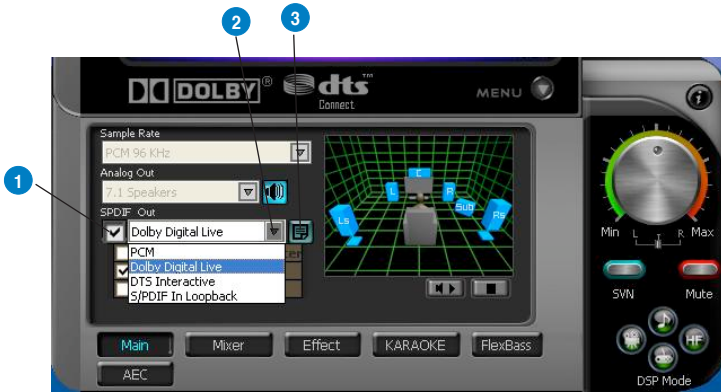 2
3
DOLBY®
dts™
Connect
MENU
i
Sample Rate
PCM 96 KHz
Analog Out
7.1 Speakers
1
SPDIF Out
Dolby Digital Live
PCM
Dolby Digital Live
DTS Interactive
S/PDIF In Loopback
C
L
R
Sub
Ls
Rs
Min
L
T
R
Max
SVN
Mute
HF
DSP Mode
Main
Mixer
Effect
KARAOKE
FlexBass
AEC